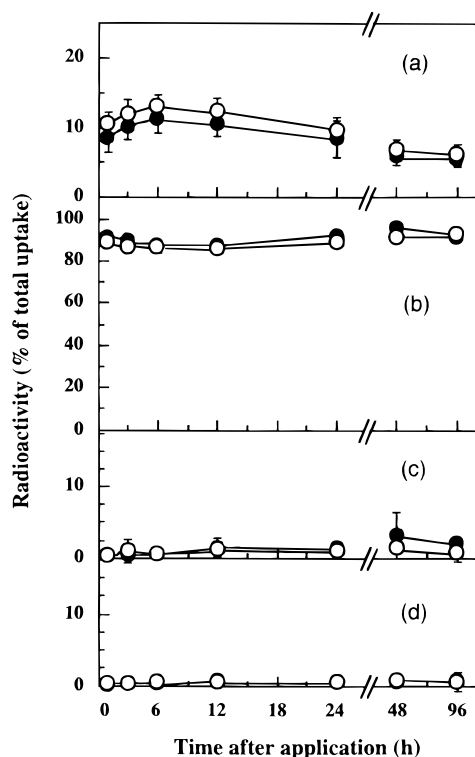 20
(a)
10
0
100
80
(b)
60
40
20
0
(c)
10
0
(d)
10
0
0 6 12 18 24 48 96
Time after application (h)
Radioactivity (% of total uptake)